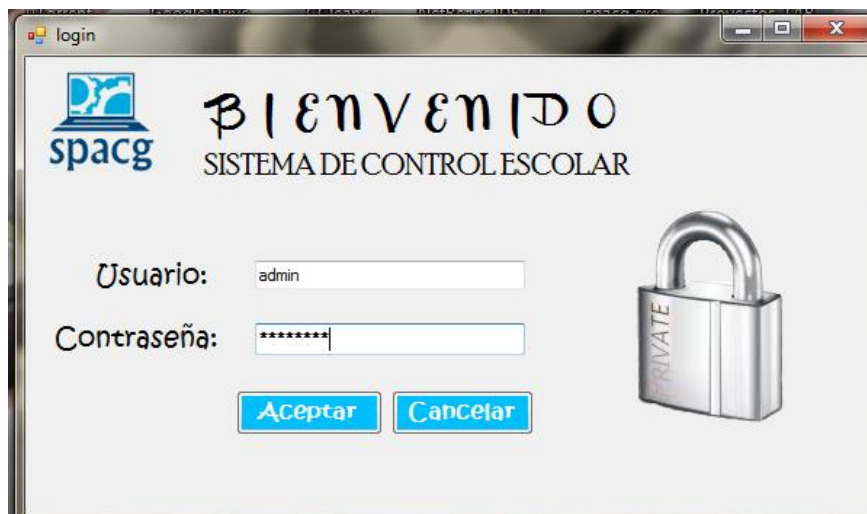 login
spacg
BIENVENIDO
SISTEMA DE CONTROL ESCOLAR
Usuario:
admin
Contraseña:
********
Aceptar
Cancelar
PRIVATE